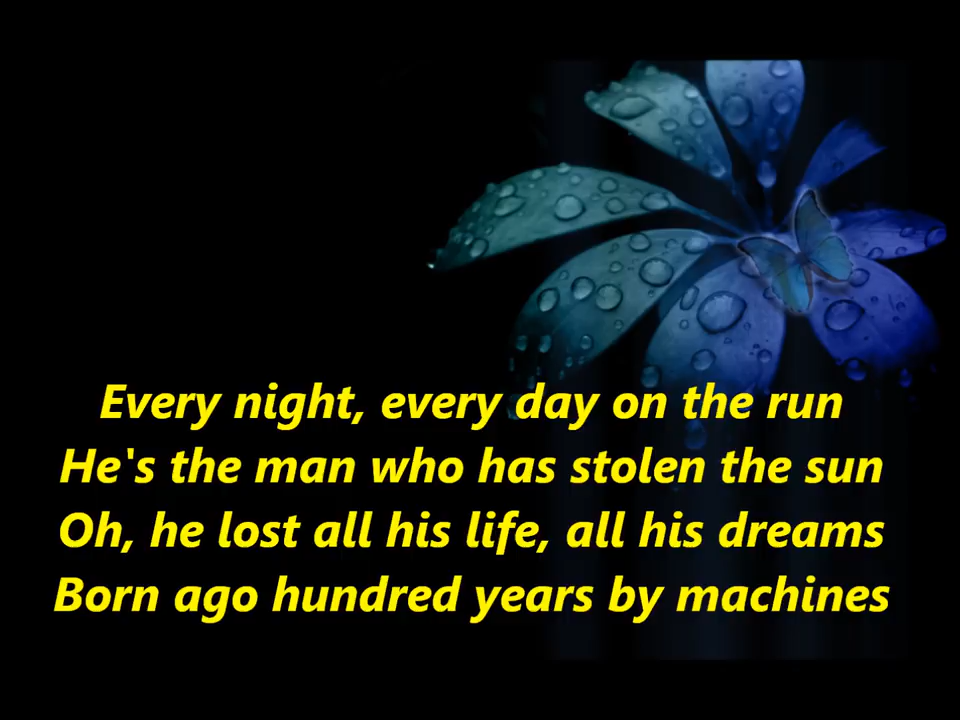 Every night, every day on the run
He's the man who has stolen the sun
Oh, he lost all his life, all his dreams
Born ago hundred years by machines